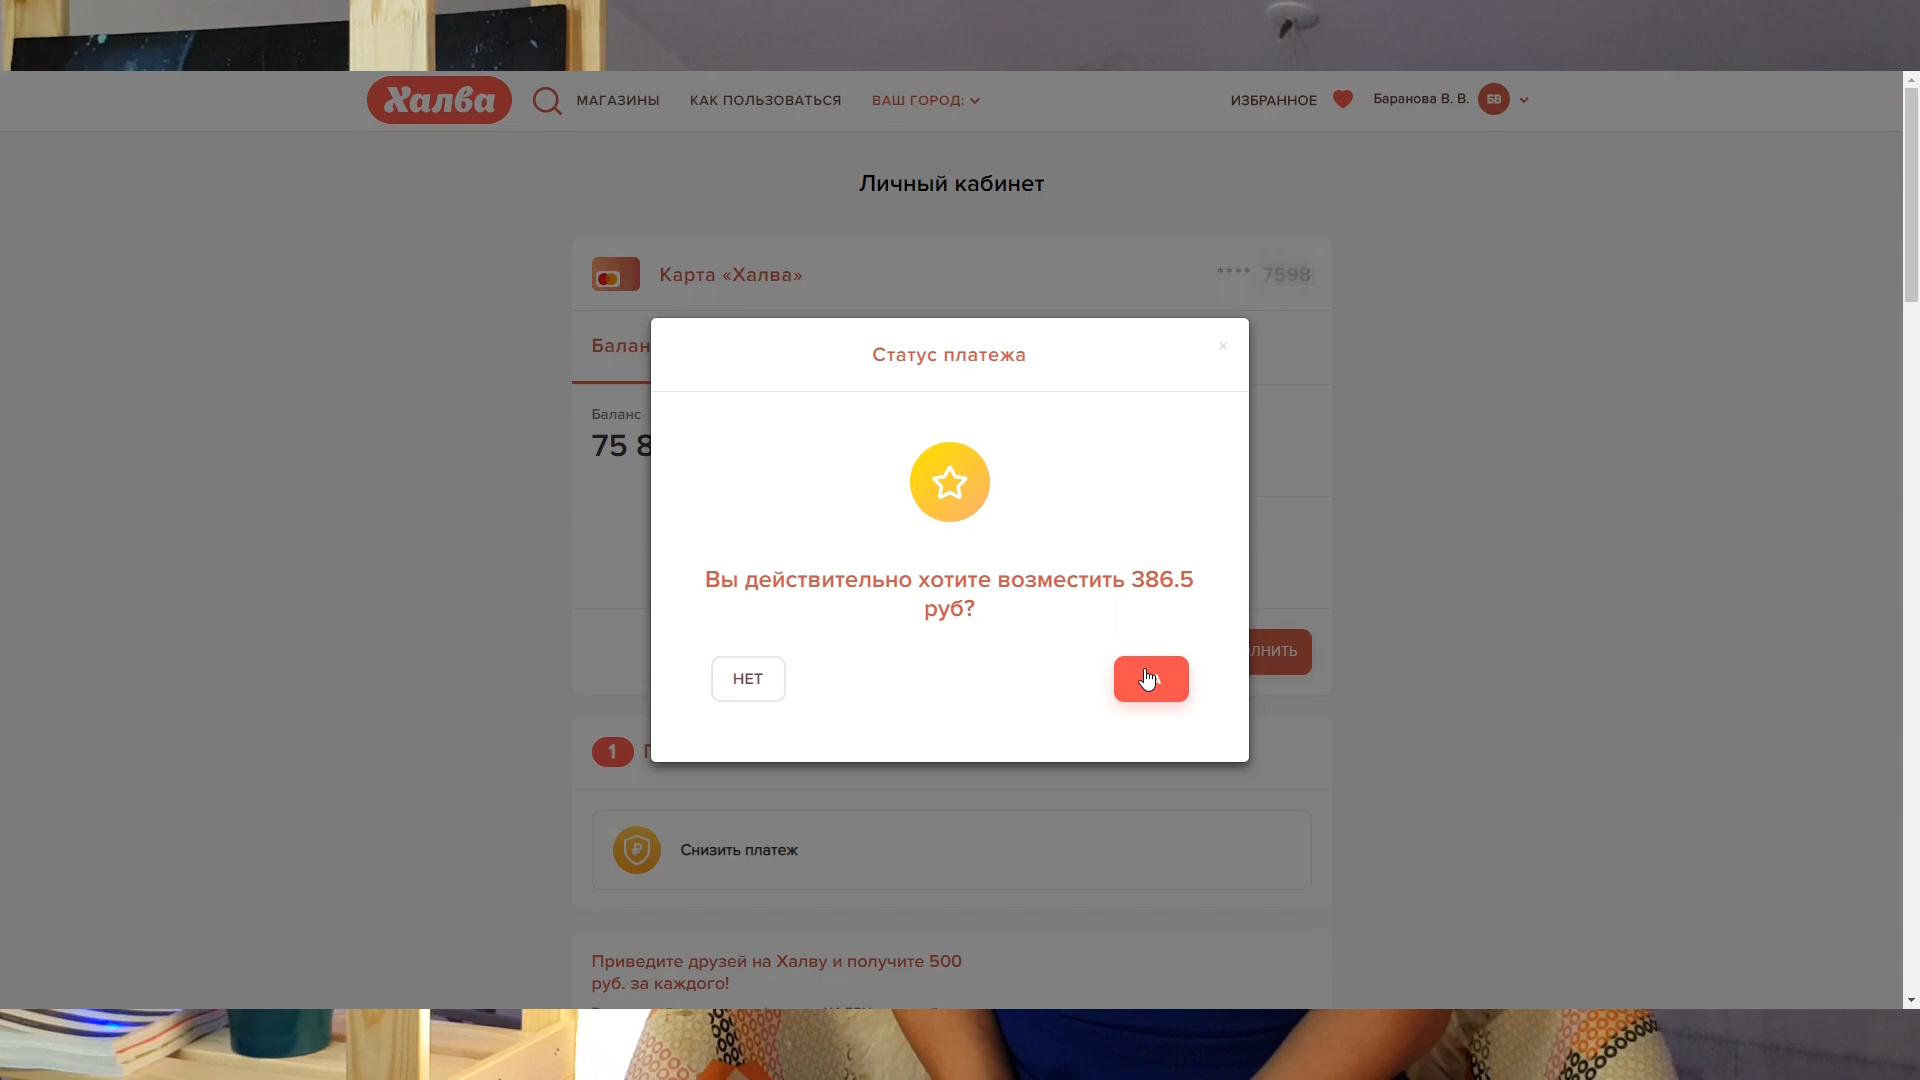 Халва
МАГАЗИНЫ
КАК ПОЛЬЗОВАТЬСЯ
ВАШ ГОРОД:
ИЗБРАННОЕ
Баранова В. В.
БВ
Личный кабинет
Карта «Халва»
**** 7598
Балан
Статус платежа
×
Баланс
75 8
Вы действительно хотите возместить 386.5
руб?
НЕТ
ЛНИТЬ
1
Снизить платеж
Приведите друзей на Халву и получите 500
руб. за каждого!